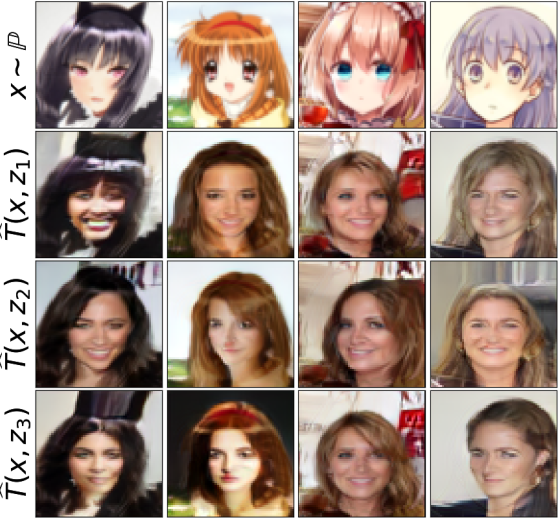 x ~ ℙ
T̂(x, z₁)
T̂(x, z₂)
T̂(x, z₃)